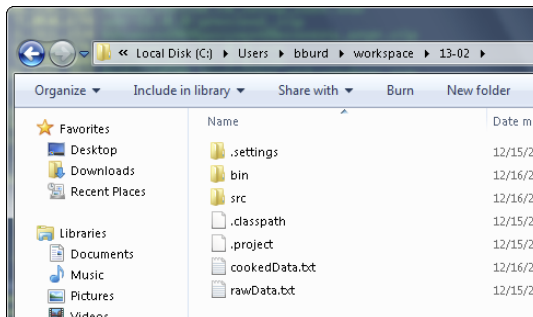 « Local Disk (C:) ▸ Users ▸ bburd ▸ workspace ▸ 13-02 ▸
Organize ▾ Include in library ▾ Share with ▾ Burn New folder
Name Date m
Favorites
Desktop
Downloads
Recent Places
Libraries
Documents
Music
Pictures
Videos
.settings 12/15/2
bin 12/16/2
src 12/16/2
.classpath 12/15/2
.project 12/15/2
cookedData.txt 12/16/2
rawData.txt 12/15/2